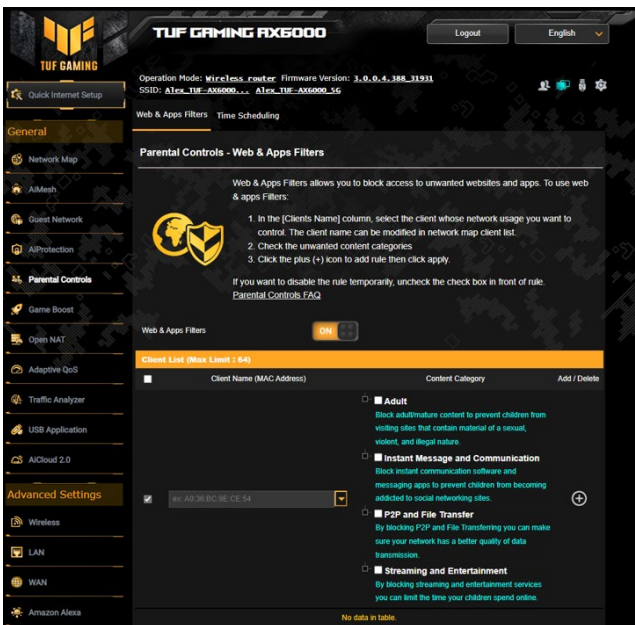 TUF GAMING
TUF GAMING AX6000
Logout
English
Operation Mode: Wireless router Firmware Version: 3.0.0.4.388_31931
SSID: Alex_TUF-AX6000... Alex_TUF-AX6000_5G
Quick Internet Setup
General
Network Map
AiMesh
Guest Network
AiProtection
Parental Controls
Game Boost
Open NAT
Adaptive QoS
Traffic Analyzer
USB Application
AiCloud 2.0
Advanced Settings
Wireless
LAN
WAN
Amazon Alexa
Web & Apps Filters Time Scheduling
Parental Controls - Web & Apps Filters
Web & Apps Filters allows you to block access to unwanted websites and apps. To use web
& apps Filters:
1. In the [Clients Name] column, select the client whose network usage you want to
control. The client name can be modified in network map client list.
2. Check the unwanted content categories
3. Click the plus (+) icon to add rule then click apply.
If you want to disable the rule temporarily, uncheck the check box in front of rule.
Parental Controls FAQ
Web & Apps Filters
ON
Client List (Max Limit : 64)
Client Name (MAC Address) Content Category Add / Delete
ex: A0:36:BC:9E:CE:54
Adult
Block adult/mature content to prevent children from
visiting sites that contain material of a sexual,
violent, and illegal nature.
Instant Message and Communication
Block instant communication software and
messaging apps to prevent children from becoming
addicted to social networking sites.
P2P and File Transfer
By blocking P2P and File Transferring you can make
sure your network has a better quality of data
transmission.
Streaming and Entertainment
By blocking streaming and entertainment services
you can limit the time your children spend online.
No data in table.